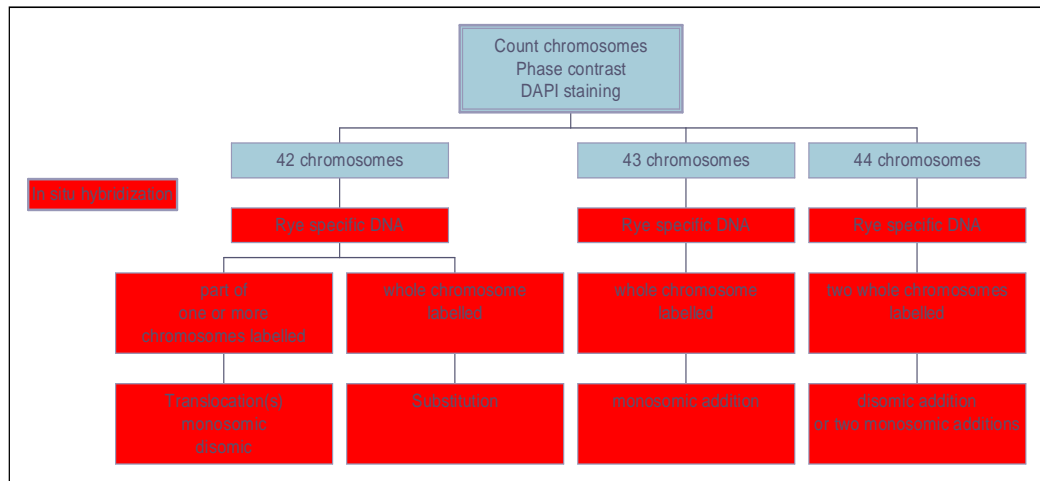 Count chromosomes
Phase contrast
DAPI staining
42 chromosomes
43 chromosomes
44 chromosomes
In situ hybridization
Rye specific DNA
Rye specific DNA
Rye specific DNA
part of
one or more
chromosomes labelled
whole chromosome
labelled
whole chromosome
labelled
two whole chromosomes
labelled
Translocation(s)
monosomic
disomic
Substitution
monosomic addition
disomic addition
or two monosomic additions